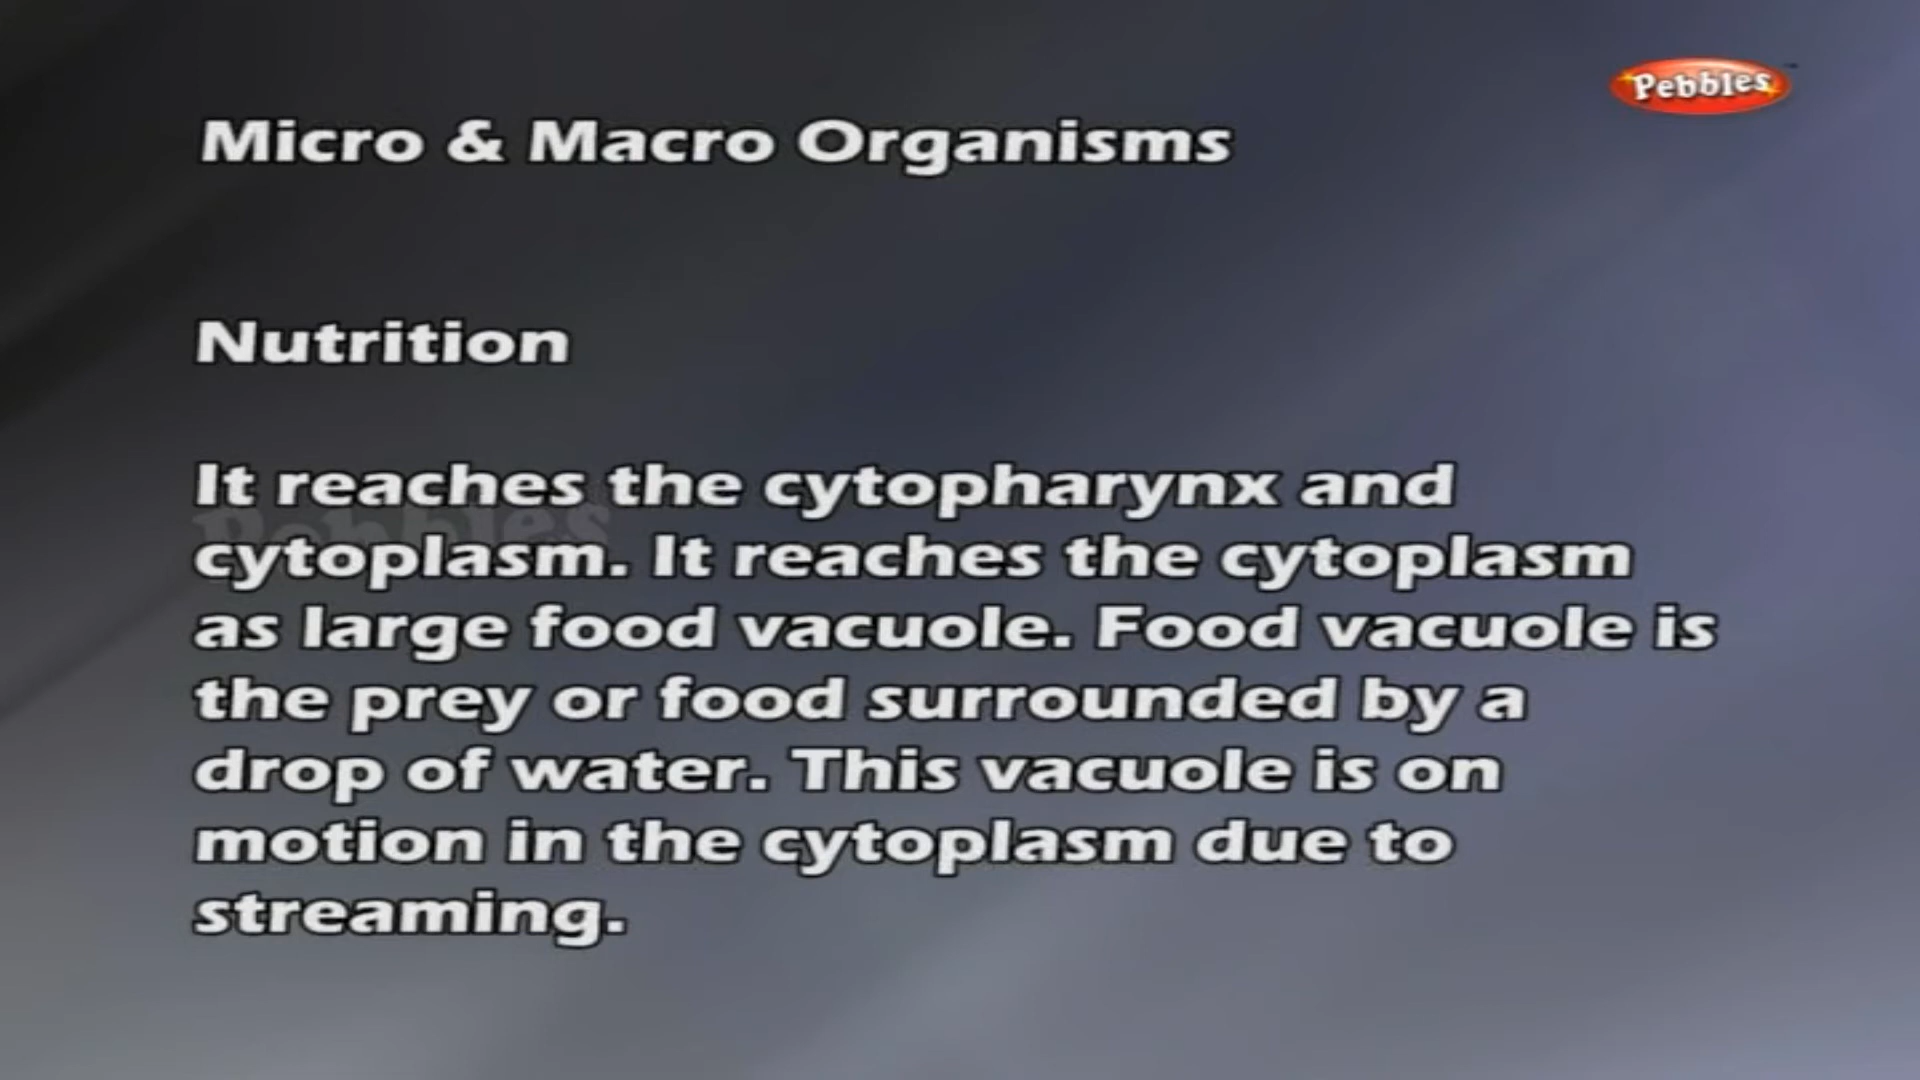 Pebbles
Micro & Macro Organisms
Nutrition
It reaches the cytopharynx and
Pebbles
cytoplasm. It reaches the cytoplasm
as large food vacuole. Food vacuole is
the prey or food surrounded by a
drop of water. This vacuole is on
motion in the cytoplasm due to
streaming.